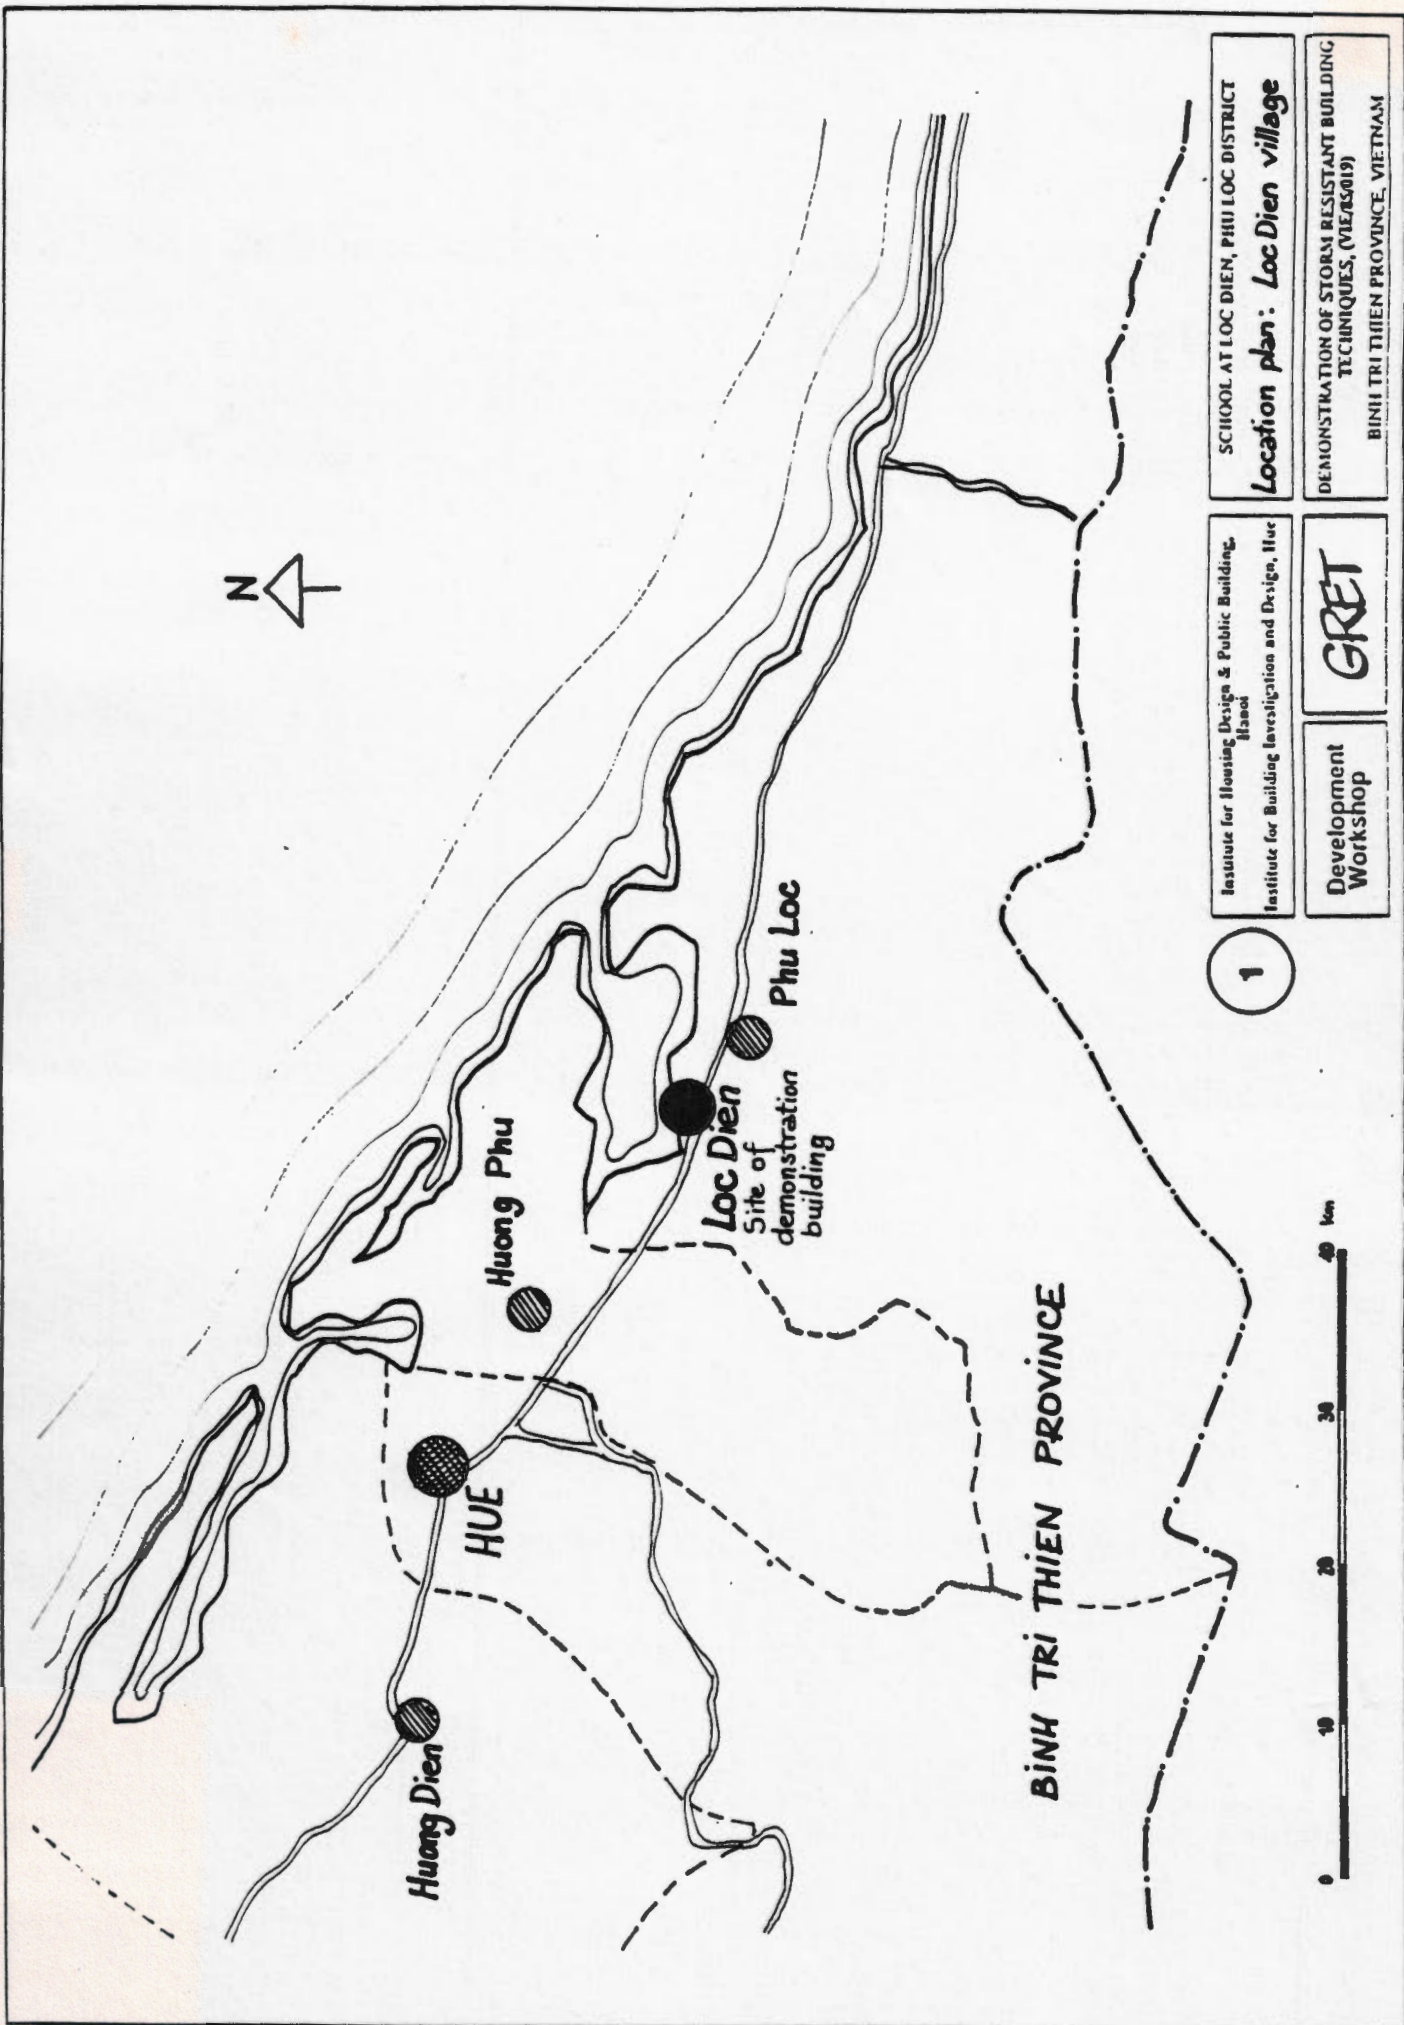 N
Huong Phu
HUE
Huong Dien
Loc Dien
Site of
demonstration
building
Phu Loc
BINH TRI THIEN PROVINCE
0 10 20 30 40 km
1
Institute for Housing Design & Public Building,
Hanoi
Institute for Building Investigation and Design, Hue
SCHOOL AT LOC DIEN, PHU LOC DISTRICT
Location plan: Loc Dien village
Development
Workshop
GRET
DEMONSTRATION OF STORM RESISTANT BUILDING
TECHNIQUES, (VIE/85/019)
BINH TRI THIEN PROVINCE, VIETNAM